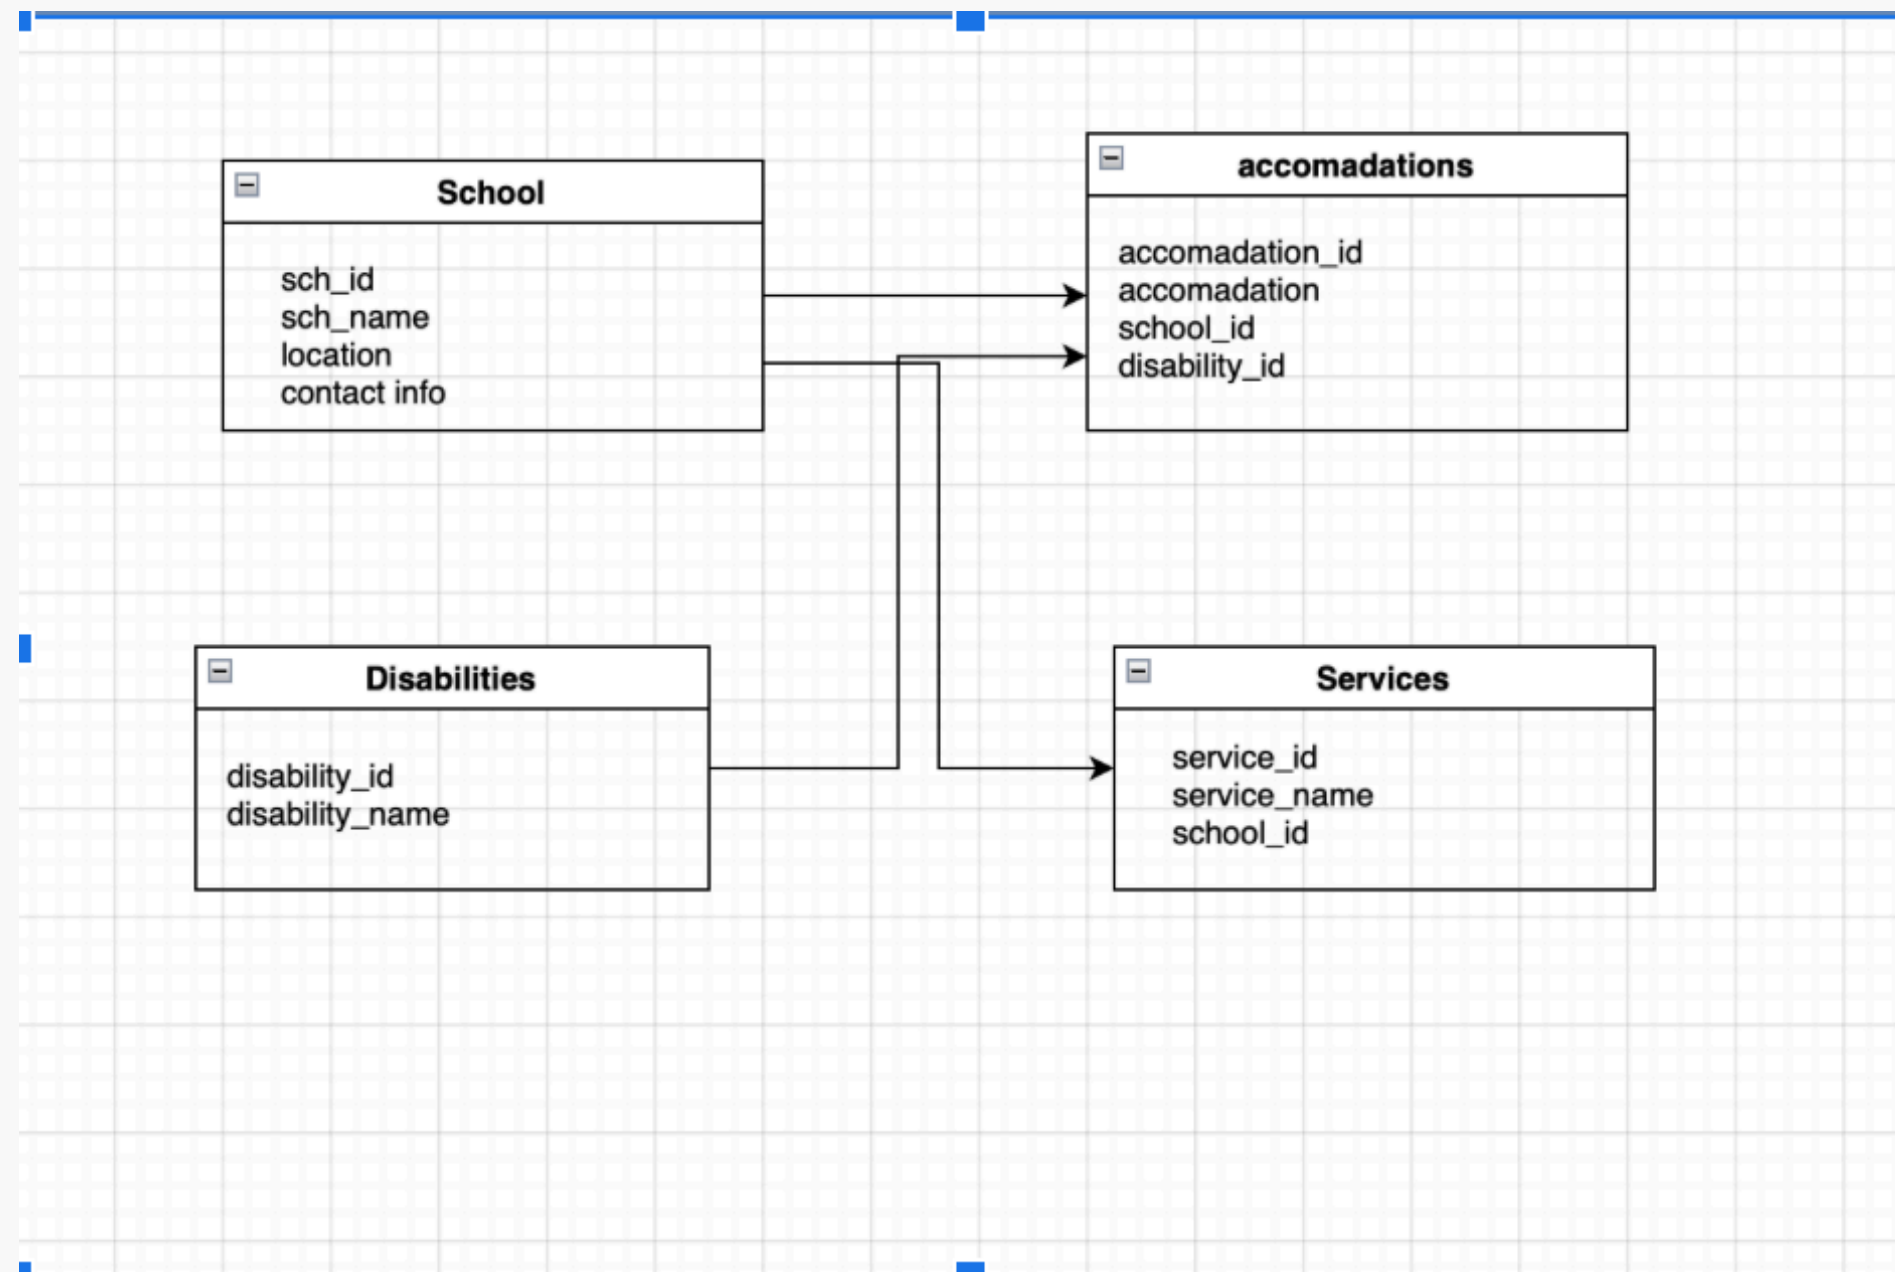 School
sch_id
sch_name
location
contact info
accomadations
accomadation_id
accomadation
school_id
disability_id
Disabilities
disability_id
disability_name
Services
service_id
service_name
school_id